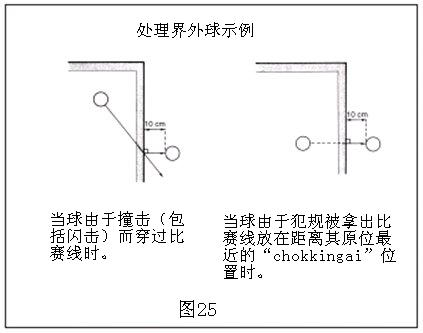 处理界外球示例
10 cm
10 cm
当球由于撞击（包
括闪击）而穿过比
赛线时。
当球由于犯规被拿出比
赛线放在距离其原位最
近的“chokkingai”位
置时。
图25